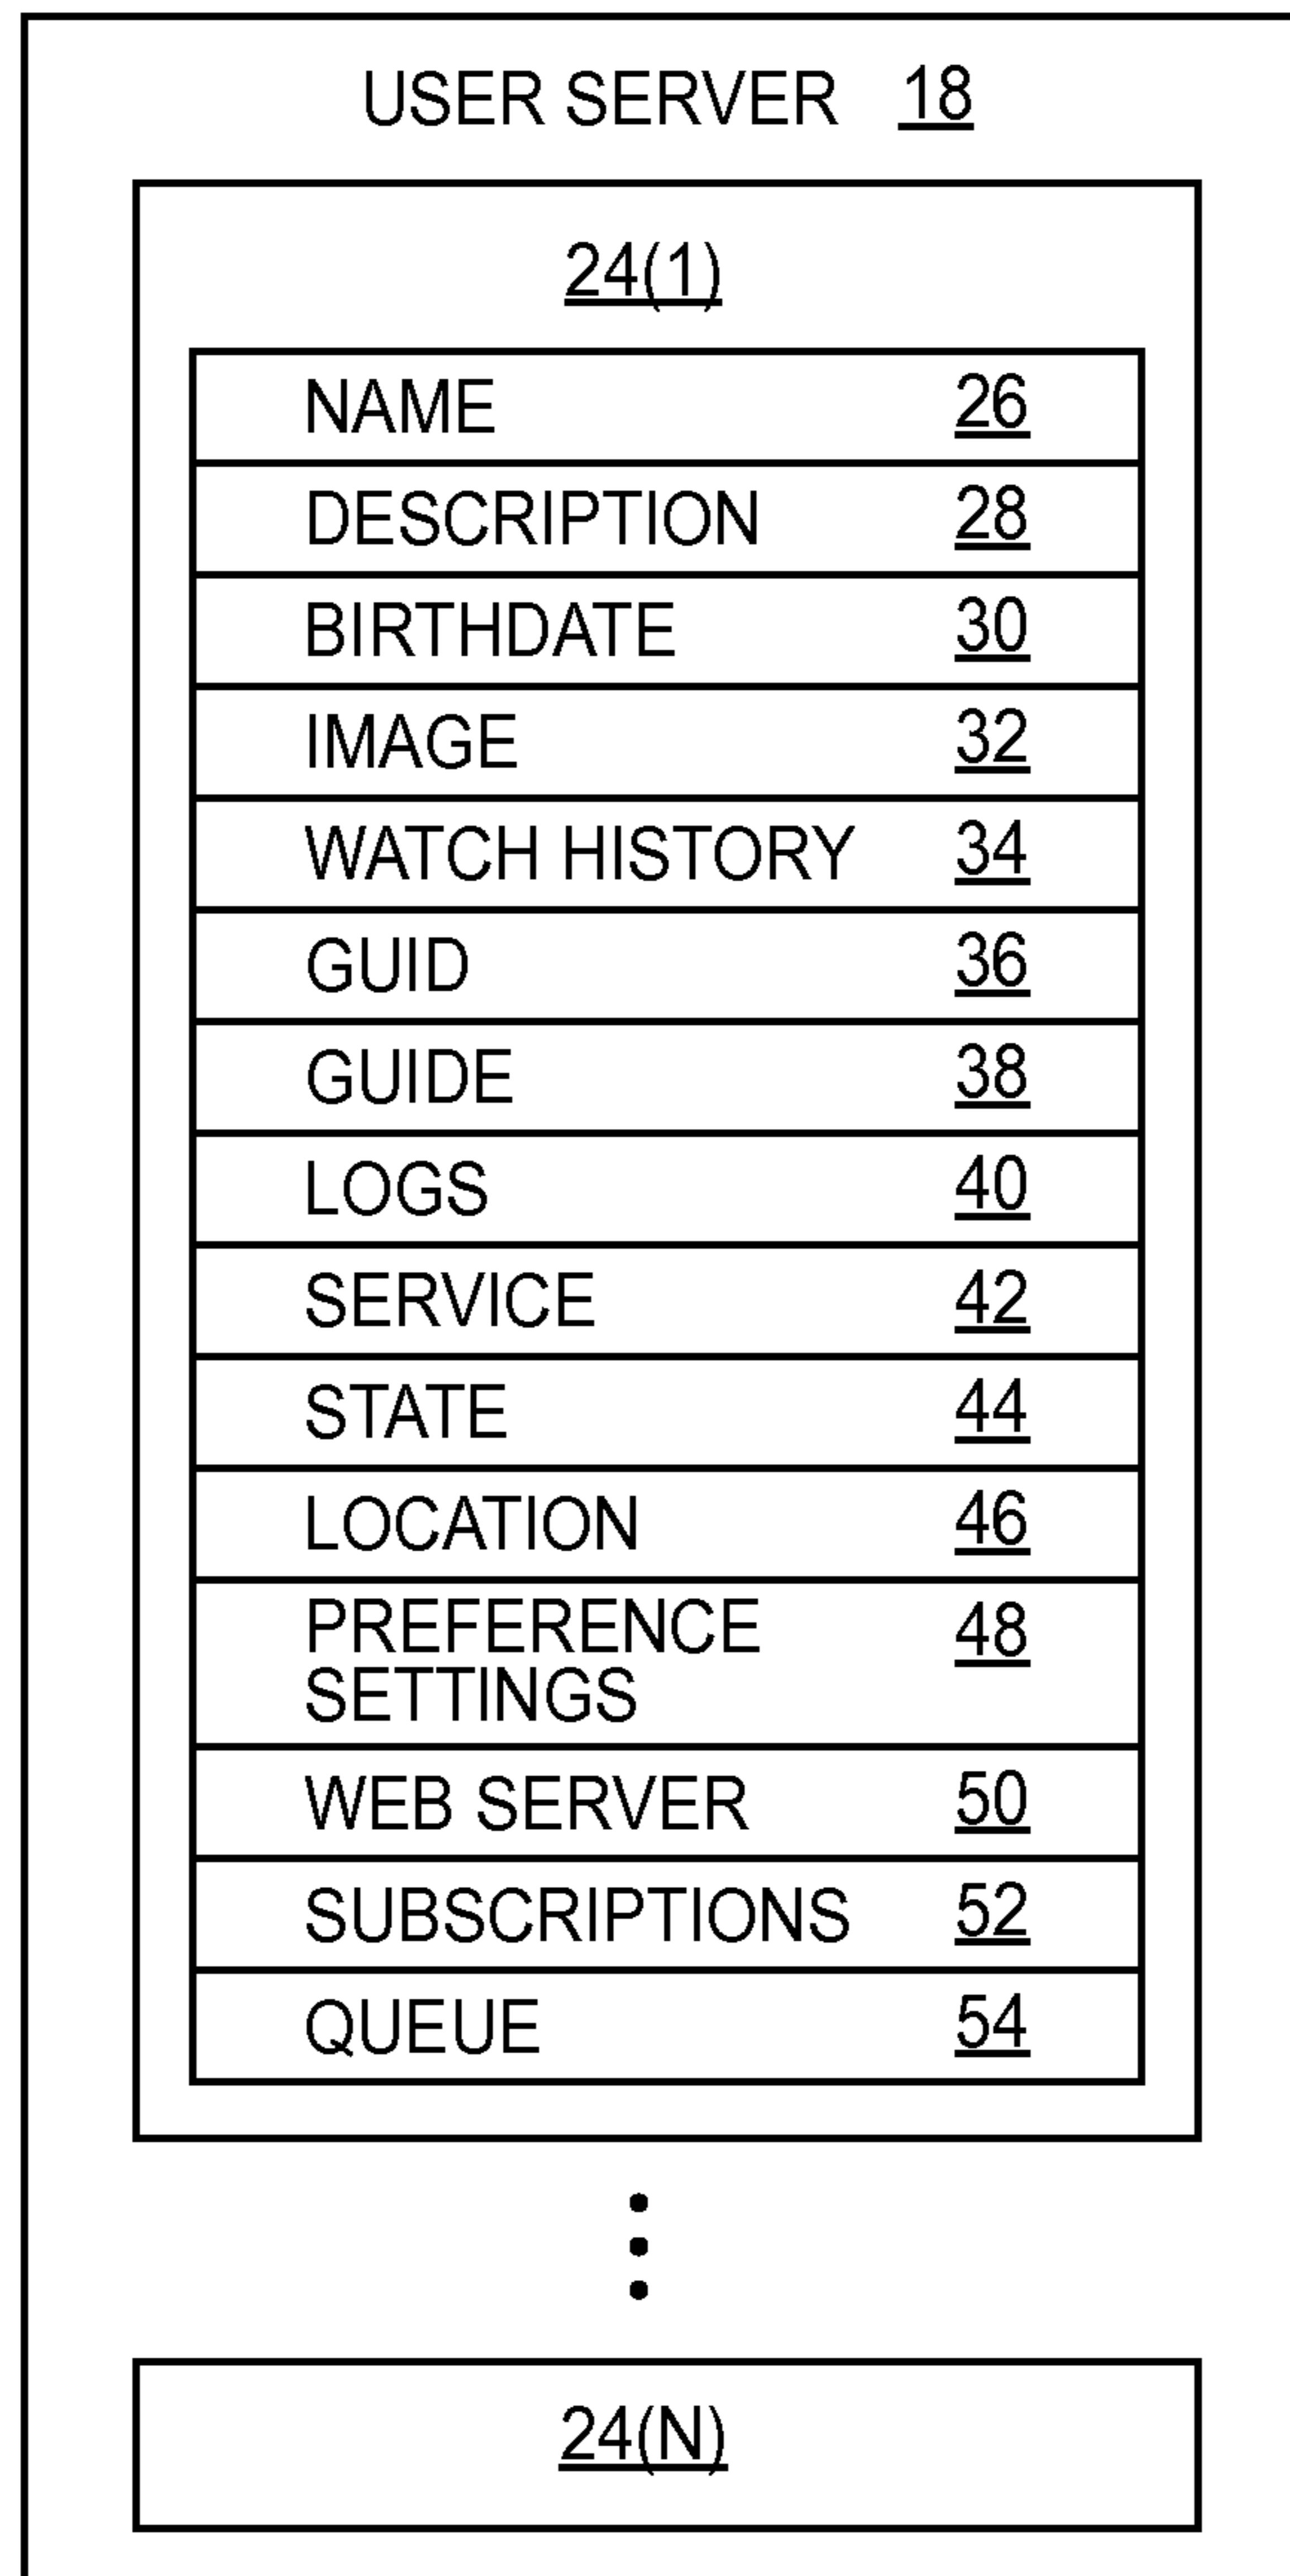 USER SERVER 18
24(1)
NAME 26
DESCRIPTION 28
BIRTHDATE 30
IMAGE 32
WATCH HISTORY 34
GUID 36
GUIDE 38
LOGS 40
SERVICE 42
STATE 44
LOCATION 46
PREFERENCE 48
SETTINGS
WEB SERVER 50
SUBSCRIPTIONS 52
QUEUE 54
24(N)